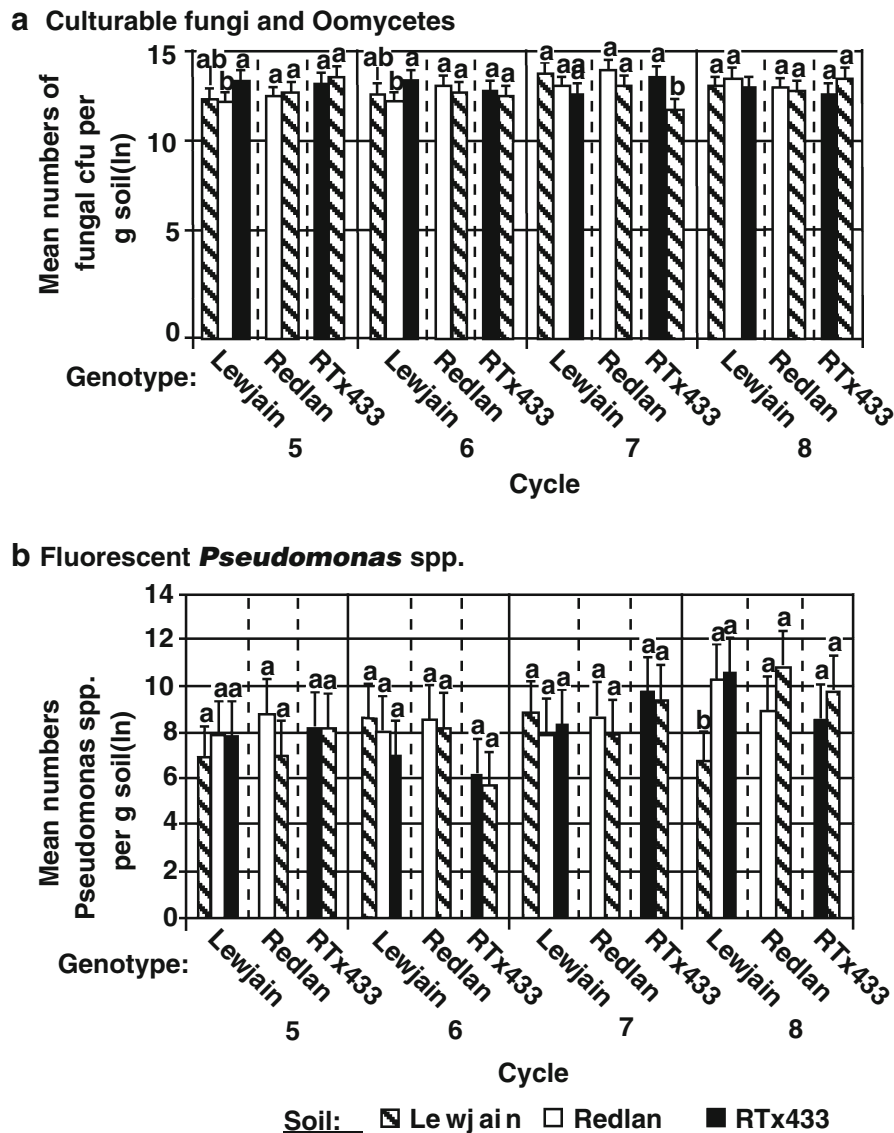 a Culturable fungi and Oomycetes
Mean numbers of
fungal cfu per
g soil(ln)
15
10
5
0
ab b a a a a a
ab b a a a a a
a a a a a a b
a a a a a a a
Genotype: Lewjain Redlan RTx433 Lewjain Redlan RTx433 Lewjain Redlan RTx433 Lewjain Redlan RTx433
5 6 7 8
Cycle
b Fluorescent Pseudomonas spp.
Mean numbers
Pseudomonas spp.
per g soil(ln)
14
12
10
8
6
4
2
0
a a a a a a a
a a a a a a a
a a a a a a a
b a a a a a a
Genotype: Lewjain Redlan RTx433 Lewjain Redlan RTx433 Lewjain Redlan RTx433 Lewjain Redlan RTx433
5 6 7 8
Cycle
Soil: Lewjain Redlan RTx433